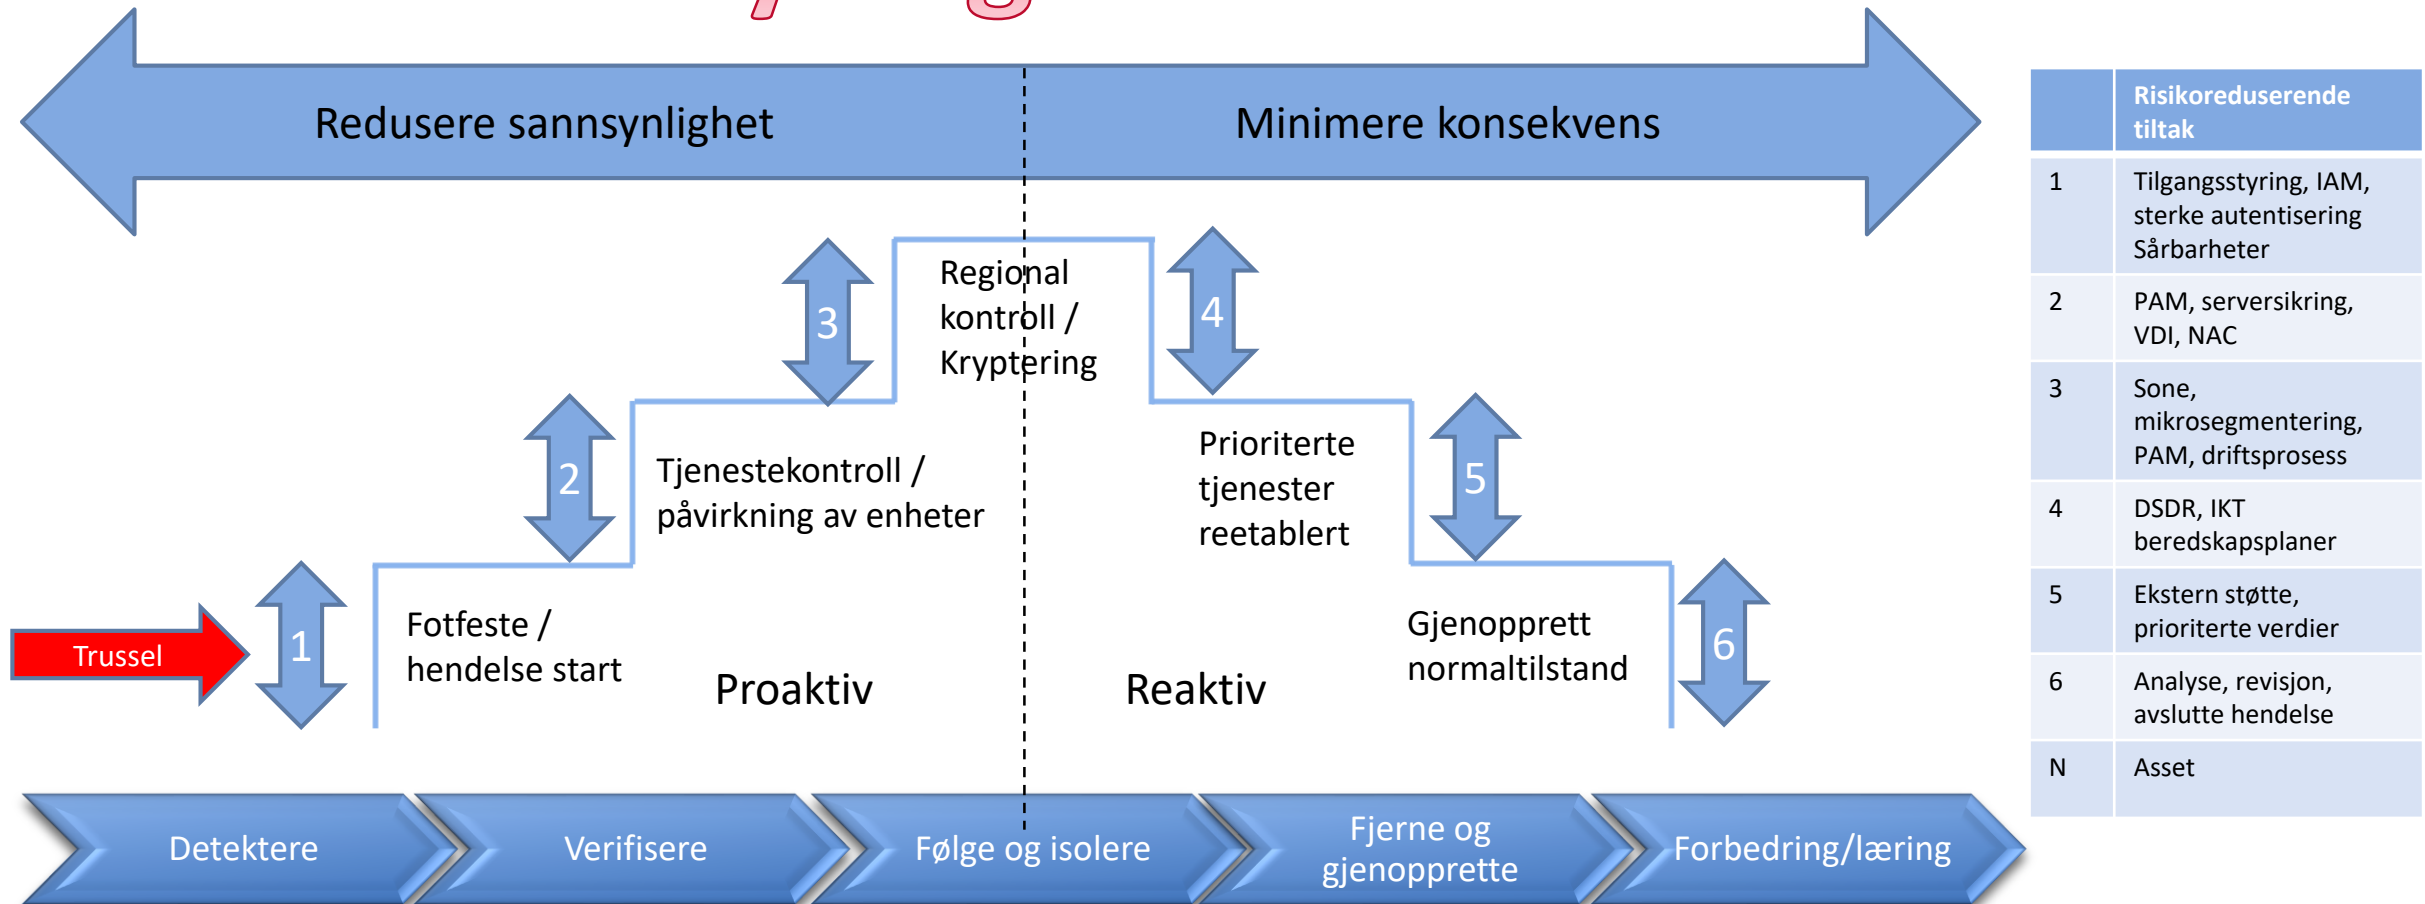 Redusere sannsynlighet
Minimere konsekvens
Trussel
1
Fotfeste /
hendelse start
2
Tjenestekontroll /
påvirkning av enheter
3
Regional
kontroll /
Kryptering
4
Prioriterte
tjenester
reetablert
5
Gjenopprett
normaltilstand
6
Proaktiv
Reaktiv
Detektere
Verifisere
Følge og isolere
Fjerne og
gjenopprette
Forbedring/læring
Risikoreduserende
tiltak
1
Tilgangsstyring, IAM,
sterke autentisering
Sårbarheter
2
PAM, serversikring,
VDI, NAC
3
Sone,
mikrosegmentering,
PAM, driftsprosess
4
DSDR, IKT
beredskapsplaner
5
Ekstern støtte,
prioriterte verdier
6
Analyse, revisjon,
avslutte hendelse
N
Asset